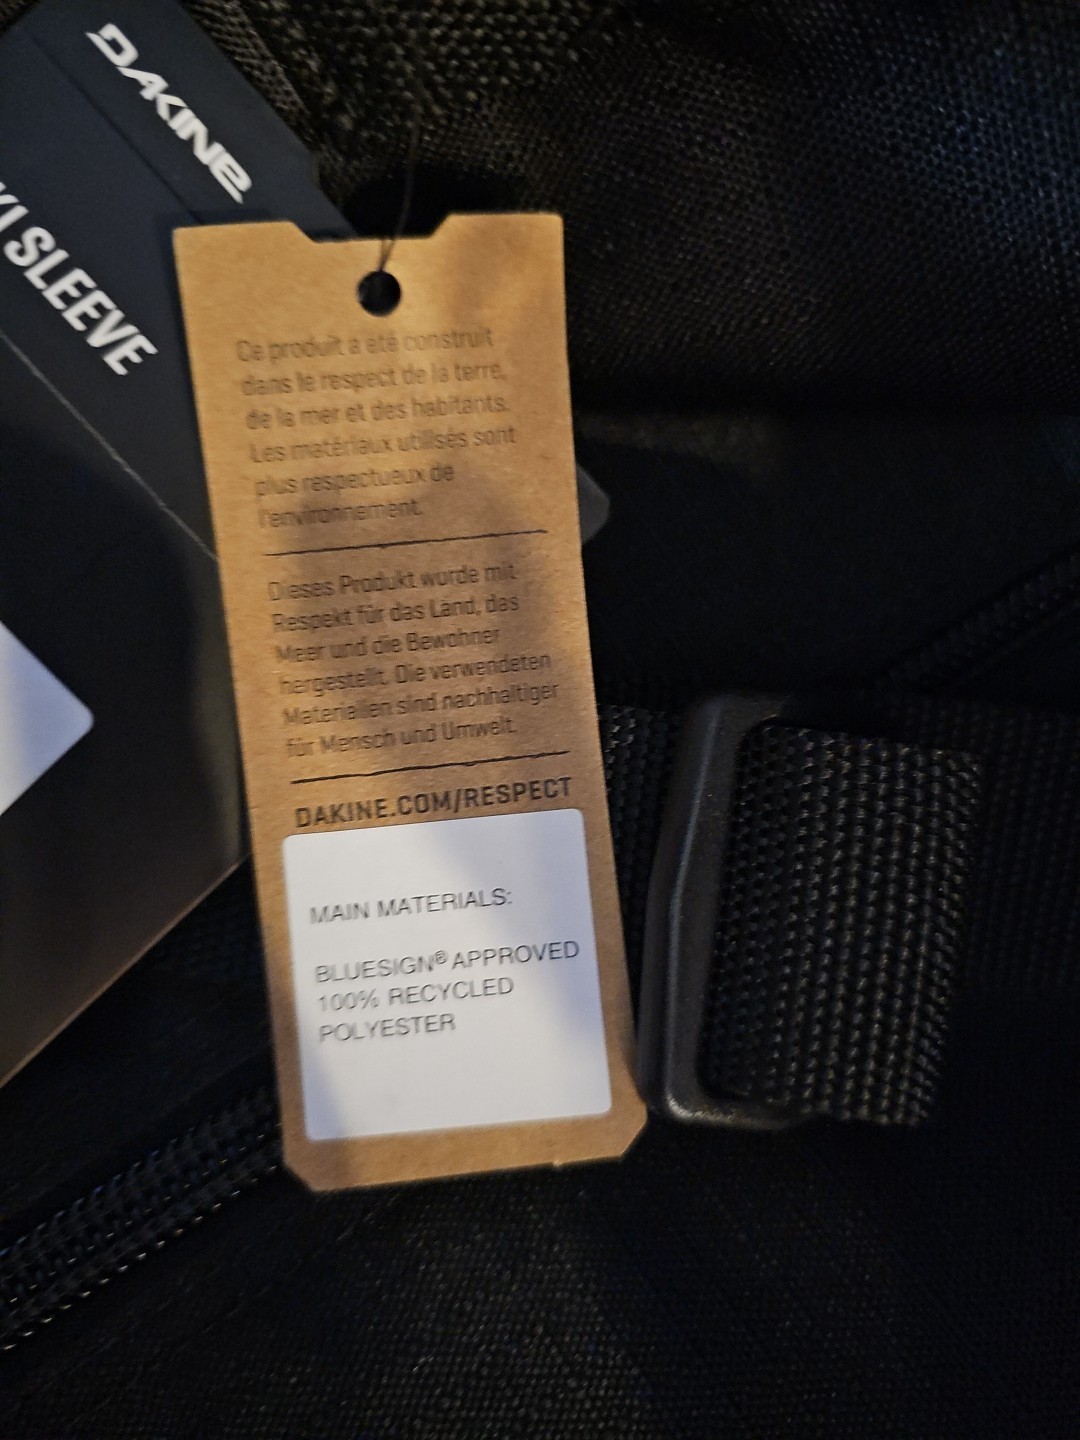 DAKINE
SLEEVE
Ce produit a été construit
dans le respect de la terre,
de la mer et des habitants.
Les matériaux utilisés sont
plus respectueux de
l'environnement.
Dieses Produkt wurde mit
Respekt für das Land, das
Meer und die Bewohner
hergestellt. Die verwendeten
Materialien sind nachhaltiger
für Mensch und Umwelt.
DAKINE.COM/RESPECT
MAIN MATERIALS:
BLUESIGN® APPROVED
100% RECYCLED
POLYESTER